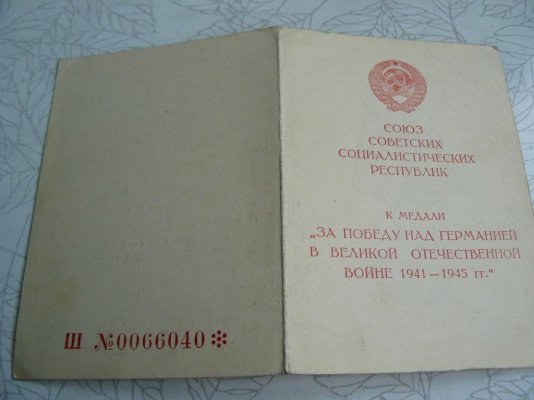 Ш №0066040 *
СОЮЗ
СОВЕТСКИХ
СОЦИАЛИСТИЧЕСКИХ
РЕСПУБЛИК
К МЕДАЛИ
„ЗА ПОБЕДУ НАД ГЕРМАНИЕЙ
В ВЕЛИКОЙ ОТЕЧЕСТВЕННОЙ
ВОЙНЕ 1941—1945 гг."